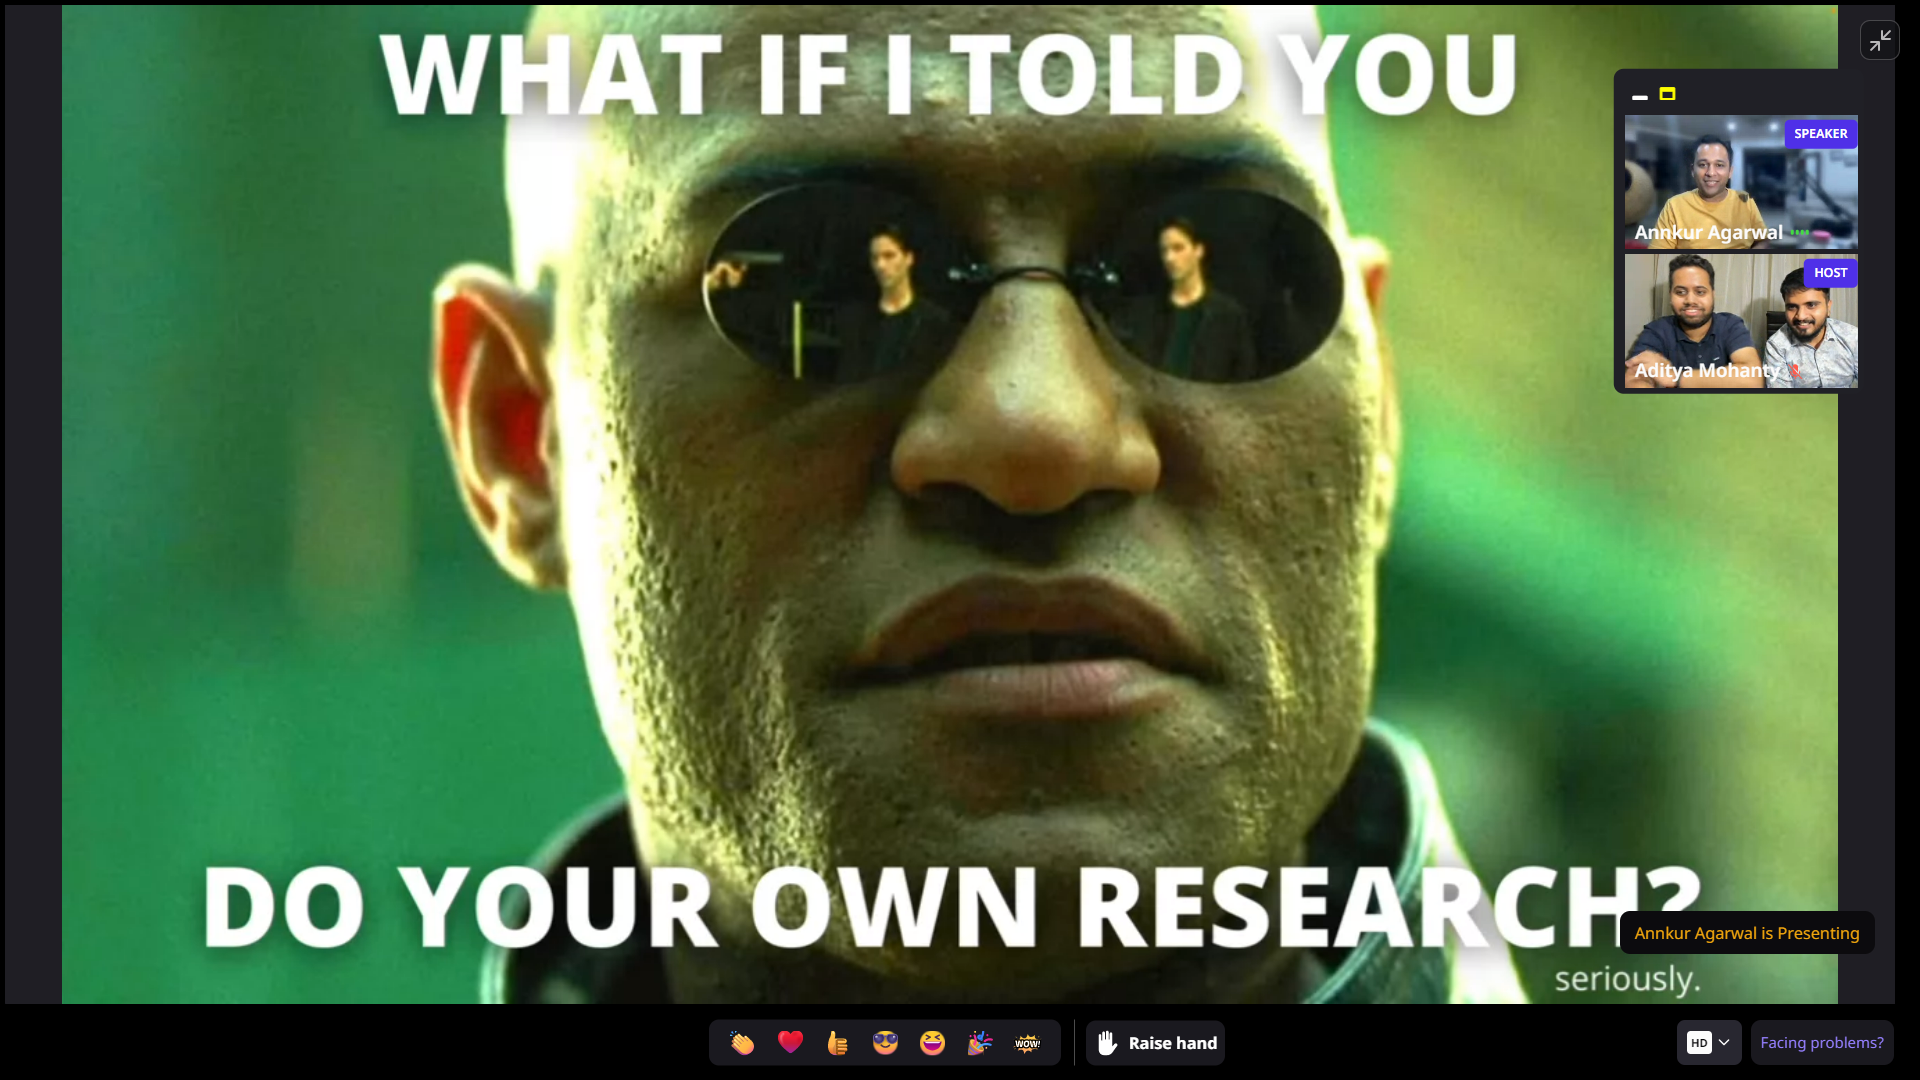 WHAT IF I TOLD YOU
SPEAKER
Annkur Agarwal
HOST
Aditya Mohanty
DO YOUR OWN RESEARCH?
Annkur Agarwal is Presenting
seriously.
WOW!
Raise hand
HD
Facing problems?